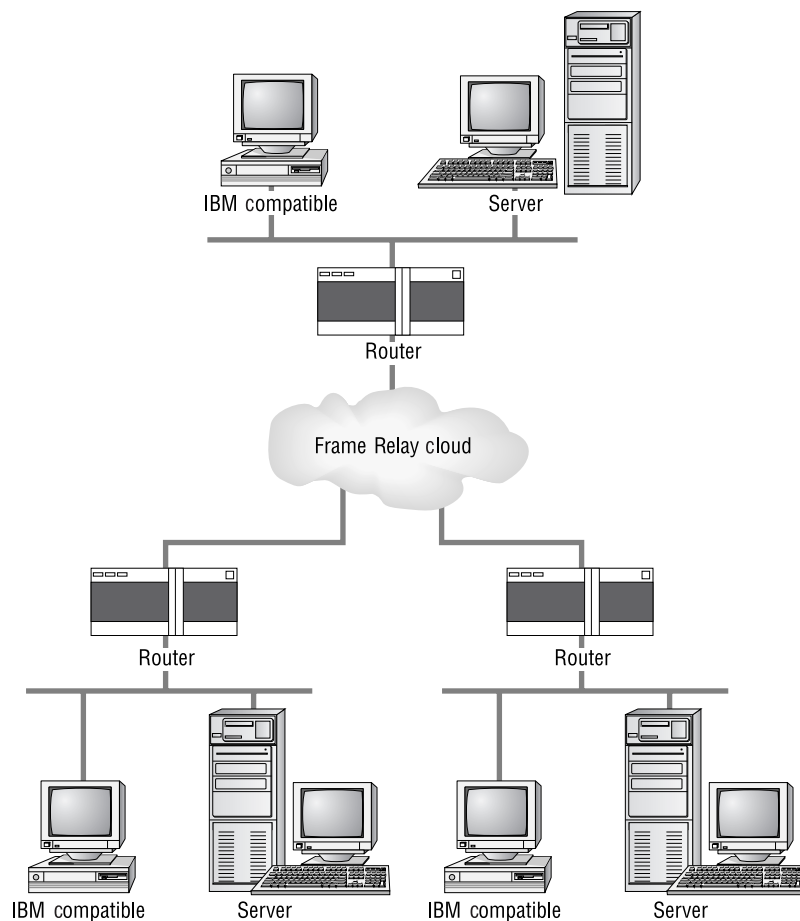 IBM compatible
Server
Router
Frame Relay cloud
Router
Router
IBM compatible
Server
IBM compatible
Server